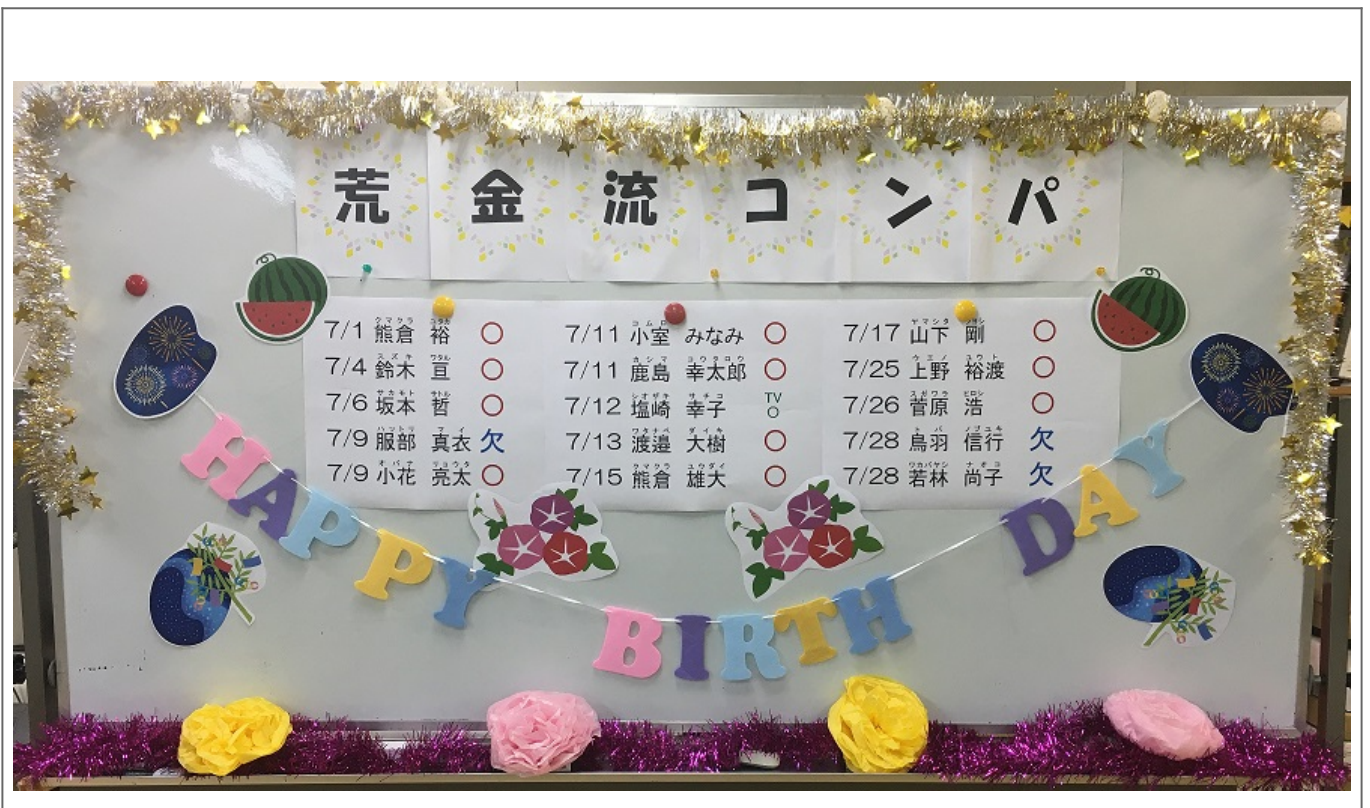 荒金流コンパ
7/1 熊倉 裕 ○
7/4 鈴木 亘 ○
7/6 坂本 哲 ○
7/9 服部 真衣 欠
7/9 小花 亮太 ○
7/11 小室 みなみ ○
7/11 鹿島 幸太郎 ○
7/12 塩崎 幸子 TV○
7/13 渡邉 大樹 ○
7/15 熊倉 雄大 ○
7/17 山下 剛 ○
7/25 上野 裕渡 ○
7/26 菅原 浩 ○
7/28 鳥羽 信行 欠
7/28 若林 尚子 欠
HAPPY BIRTH DAY